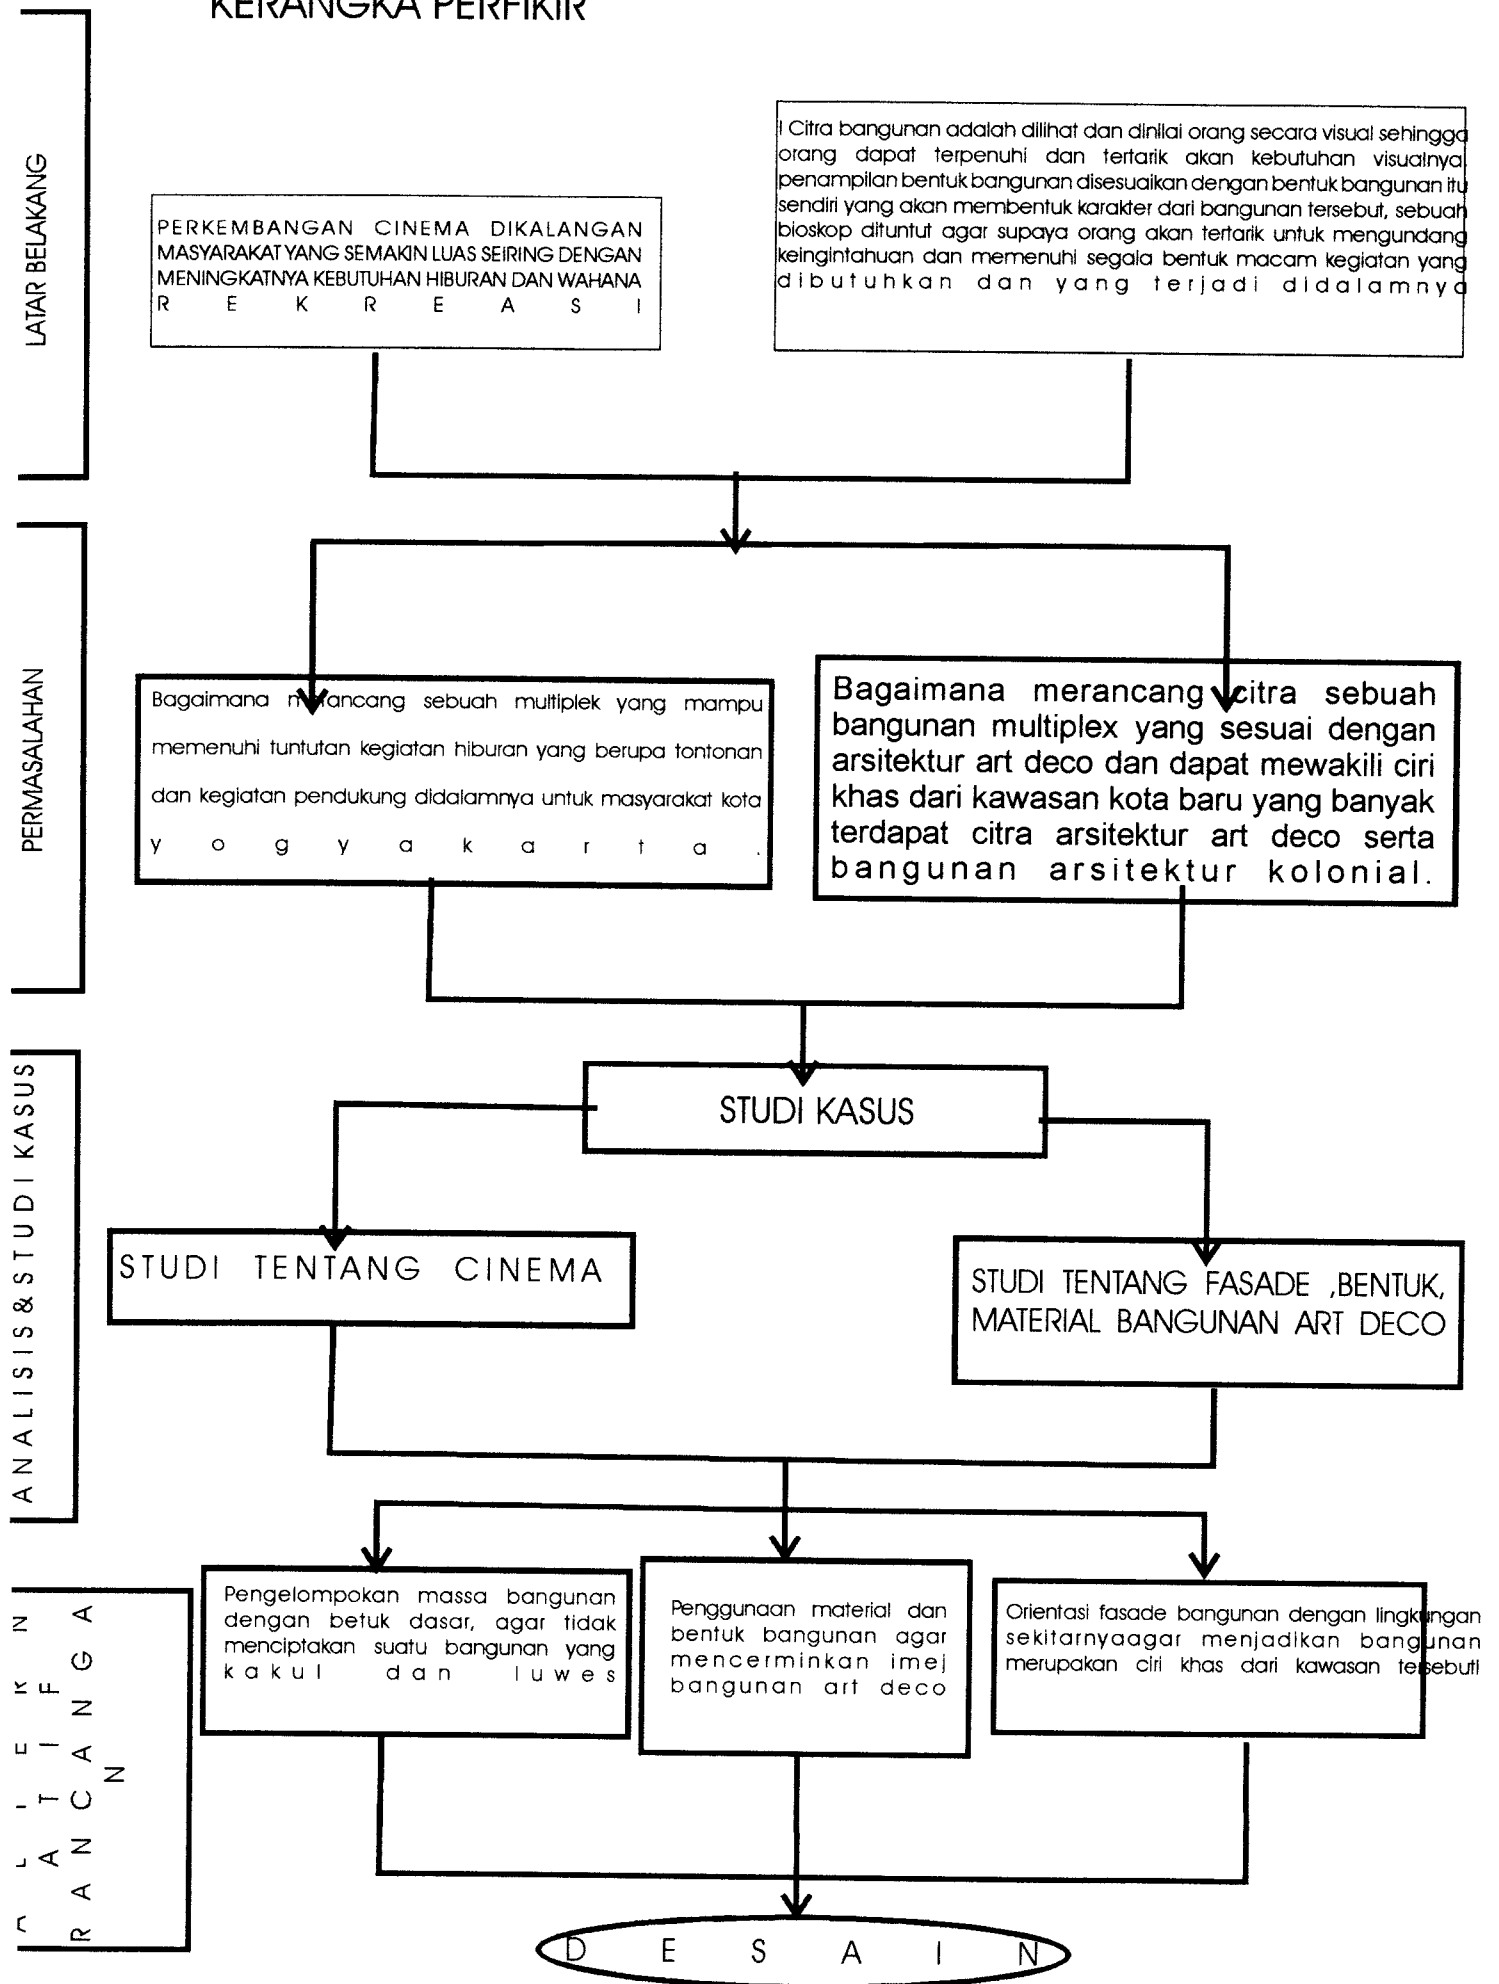 KERANGKA PERFIKIR
LATAR BELAKANG
PERKEMBANGAN CINEMA DIKALANGAN
MASYARAKAT YANG SEMAKIN LUAS SEIRING DENGAN
MENINGKATNYA KEBUTUHAN HIBURAN DAN WAHANA
R E K R E A S I
I Citra bangunan adalah dilihat dan dinilai orang secara visual sehingga
orang dapat terpenuhi dan tertarik akan kebutuhan visualnya
penampilan bentuk bangunan disesuaikan dengan bentuk bangunan itu
sendiri yang akan membentuk karakter dari bangunan tersebut, sebuah
bioskop dituntut agar supaya orang akan tertarik untuk mengundang
keingintahuan dan memenuhi segala bentuk macam kegiatan yang
dibutuhkan dan yang terjadi didalamnya
PERMASALAHAN
Bagaimana merancang sebuah multiplek yang mampu
memenuhi tuntutan kegiatan hiburan yang berupa tontonan
dan kegiatan pendukung didalamnya untuk masyarakat kota
y o g y a k a r t a .
Bagaimana merancang citra sebuah
bangunan multiplex yang sesuai dengan
arsitektur art deco dan dapat mewakili ciri
khas dari kawasan kota baru yang banyak
terdapat citra arsitektur art deco serta
bangunan arsitektur kolonial.
ANALISIS&STUDI KASUS
STUDI KASUS
STUDI TENTANG CINEMA
STUDI TENTANG FASADE ,BENTUK,
MATERIAL BANGUNAN ART DECO
A L T E R N
A T I F
R A N C A N G A
N
Pengelompokan massa bangunan
dengan betuk dasar, agar tidak
menciptakan suatu bangunan yang
kakul dan luwes
Penggunaan material dan
bentuk bangunan agar
mencerminkan imej
bangunan art deco
Orientasi fasade bangunan dengan lingkungan
sekitarnyaagar menjadikan bangunan
merupakan ciri khas dari kawasan tersebutl
D E S A I N